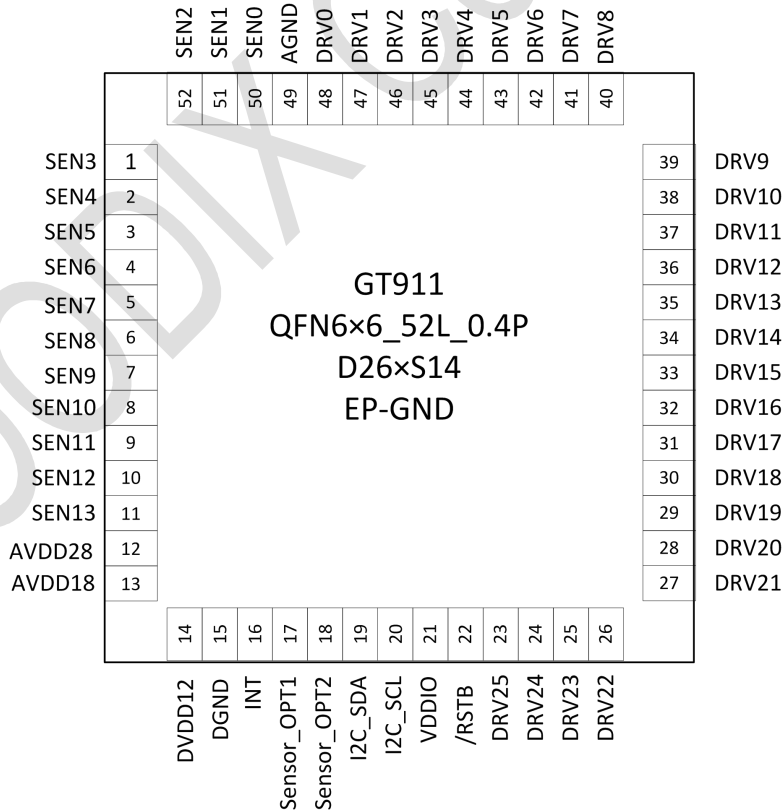 SEN2 SEN1 SEN0 AGND DRV0 DRV1 DRV2 DRV3 DRV4 DRV5 DRV6 DRV7 DRV8
52 51 50 49 48 47 46 45 44 43 42 41 40
SEN3 1
SEN4 2
SEN5 3
SEN6 4
SEN7 5
SEN8 6
SEN9 7
SEN10 8
SEN11 9
SEN12 10
SEN13 11
AVDD28 12
AVDD18 13
GT911
QFN6×6_52L_0.4P
D26×S14
EP-GND
39 DRV9
38 DRV10
37 DRV11
36 DRV12
35 DRV13
34 DRV14
33 DRV15
32 DRV16
31 DRV17
30 DRV18
29 DRV19
28 DRV20
27 DRV21
14 15 16 17 18 19 20 21 22 23 24 25 26
DVDD12 DGND INT Sensor_OPT1 Sensor_OPT2 I2C_SDA I2C_SCL VDDIO /RSTB DRV25 DRV24 DRV23 DRV22